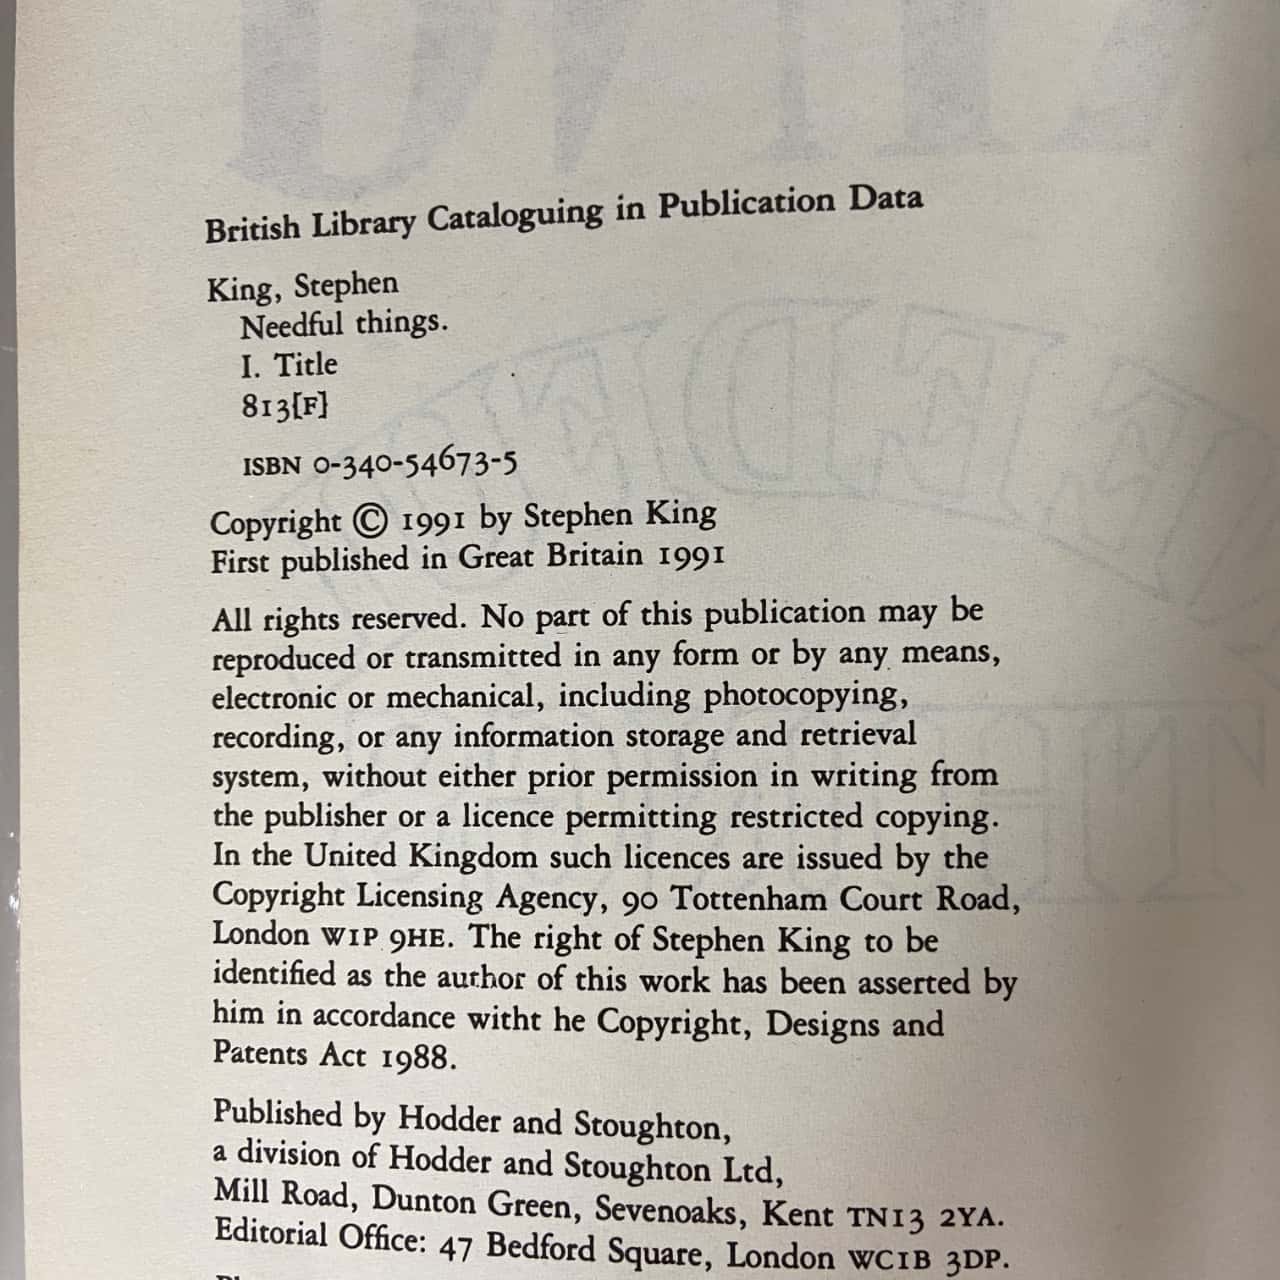 British Library Cataloguing in Publication Data
King, Stephen
Needful things.
I. Title
813[F]
ISBN 0-340-54673-5
Copyright © 1991 by Stephen King
First published in Great Britain 1991
All rights reserved. No part of this publication may be
reproduced or transmitted in any form or by any means,
electronic or mechanical, including photocopying,
recording, or any information storage and retrieval
system, without either prior permission in writing from
the publisher or a licence permitting restricted copying.
In the United Kingdom such licences are issued by the
Copyright Licensing Agency, 90 Tottenham Court Road,
London W1P 9HE. The right of Stephen King to be
identified as the author of this work has been asserted by
him in accordance witht he Copyright, Designs and
Patents Act 1988.
Published by Hodder and Stoughton,
a division of Hodder and Stoughton Ltd,
Mill Road, Dunton Green, Sevenoaks, Kent TN13 2YA.
Editorial Office: 47 Bedford Square, London WC1B 3DP.